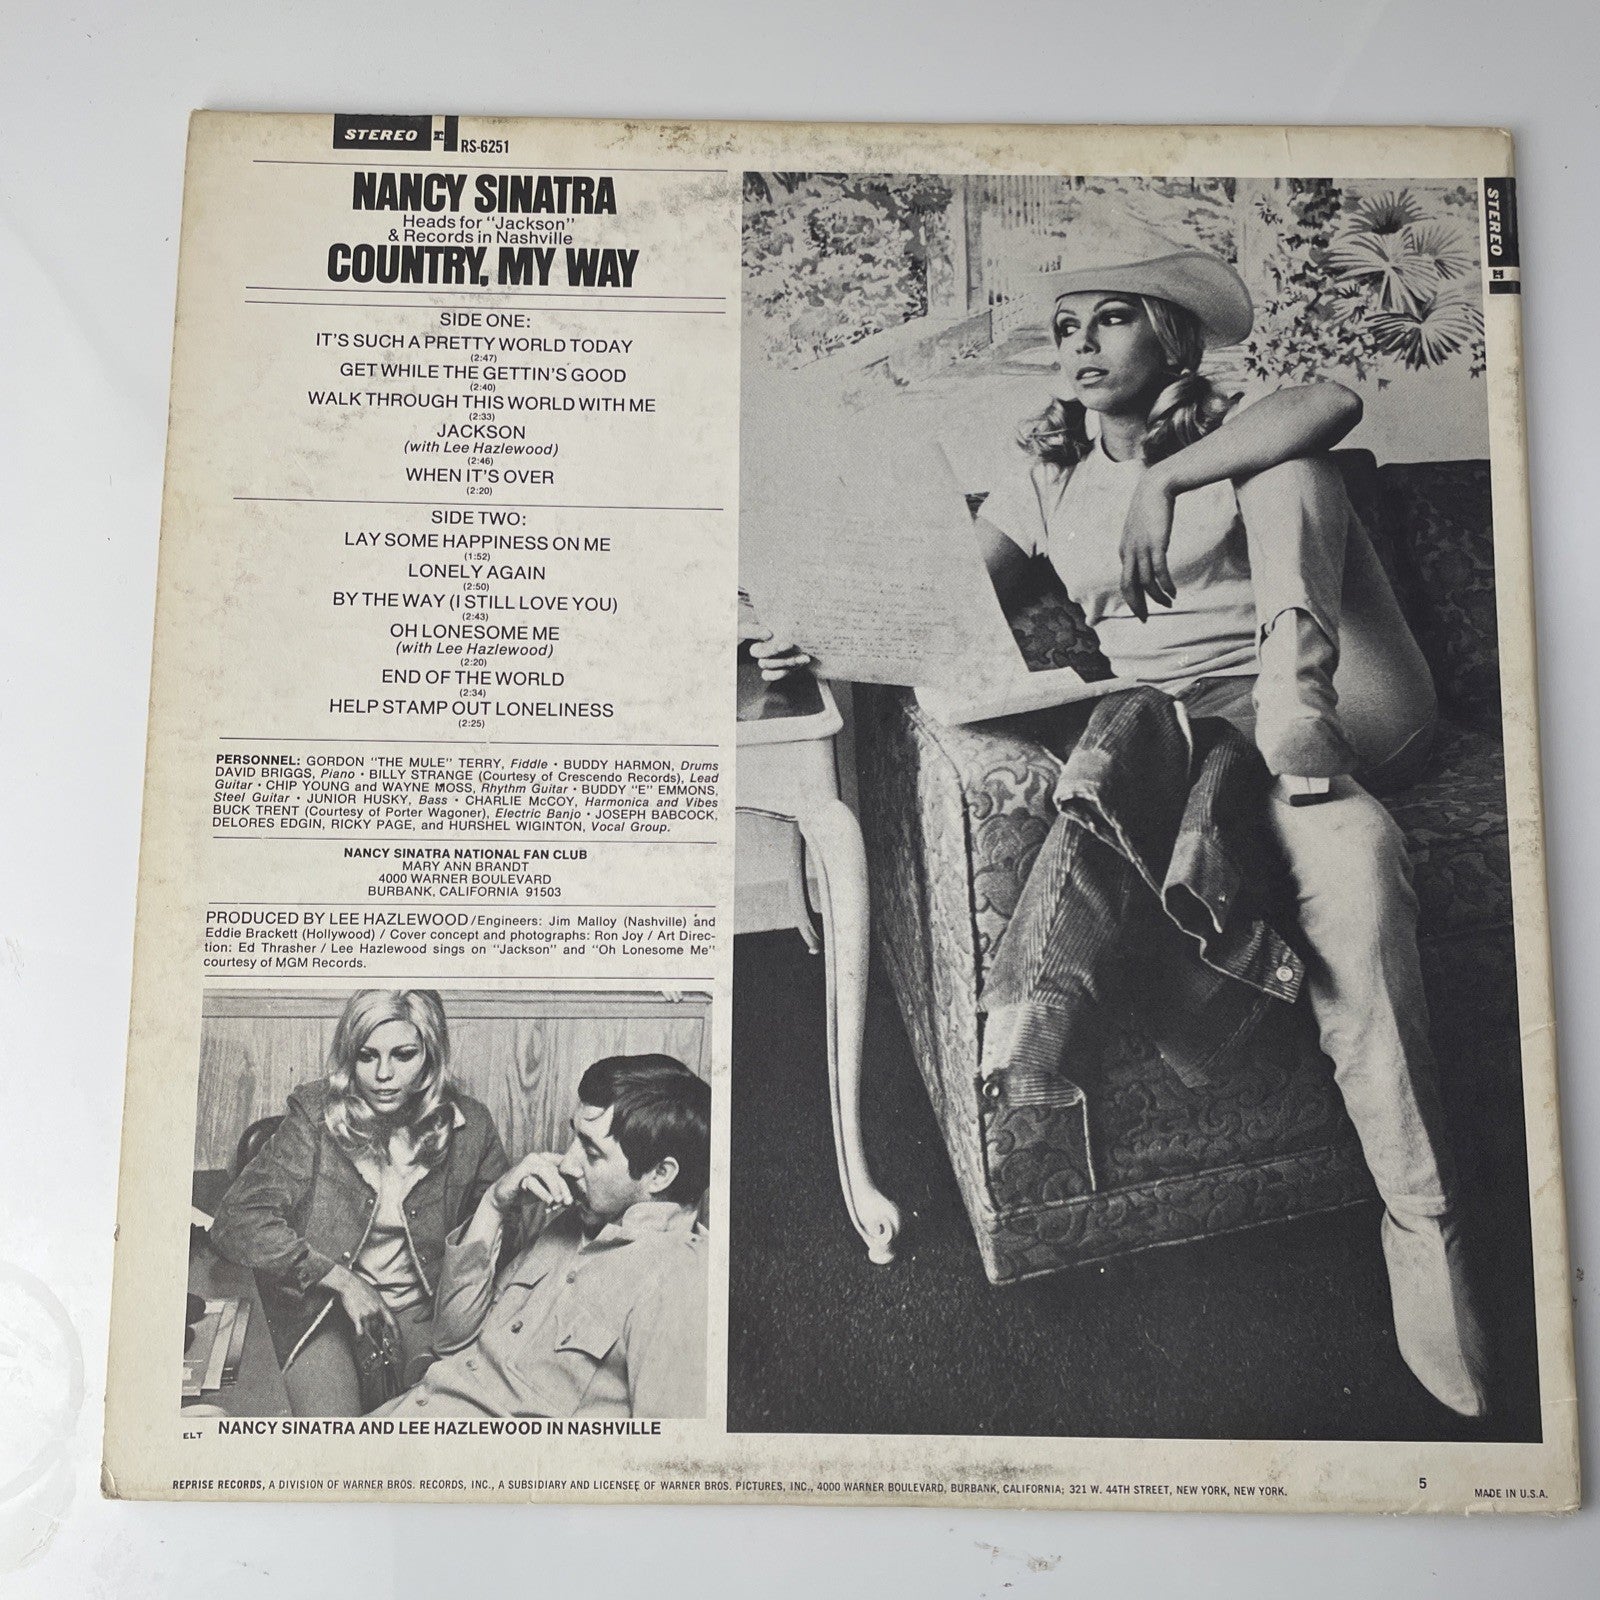 STEREO RS-6251
NANCY SINATRA
Heads for "Jackson"
& Records in Nashville
COUNTRY, MY WAY
SIDE ONE:
IT'S SUCH A PRETTY WORLD TODAY
(2:47)
GET WHILE THE GETTIN'S GOOD
(2:40)
WALK THROUGH THIS WORLD WITH ME
(2:33)
JACKSON
(with Lee Hazlewood)
(2:46)
WHEN IT'S OVER
(2:20)
SIDE TWO:
LAY SOME HAPPINESS ON ME
(1:52)
LONELY AGAIN
(2:50)
BY THE WAY (I STILL LOVE YOU)
(2:43)
OH LONESOME ME
(with Lee Hazlewood)
(2:20)
END OF THE WORLD
(2:34)
HELP STAMP OUT LONELINESS
(2:25)
PERSONNEL: GORDON "THE MULE" TERRY, Fiddle • BUDDY HARMON, Drums
DAVID BRIGGS, Piano • BILLY STRANGE (Courtesy of Crescendo Records), Lead
Guitar • CHIP YOUNG and WAYNE MOSS, Rhythm Guitar • BUDDY "E" EMMONS,
Steel Guitar • JUNIOR HUSKY, Bass • CHARLIE McCOY, Harmonica and Vibes
BUCK TRENT (Courtesy of Porter Wagoner), Electric Banjo • JOSEPH BABCOCK,
DELORES EDGIN, RICKY PAGE, and HURSHEL WIGINTON, Vocal Group.
NANCY SINATRA NATIONAL FAN CLUB
MARY ANN BRANDT
4000 WARNER BOULEVARD
BURBANK, CALIFORNIA 91503
PRODUCED BY LEE HAZLEWOOD/Engineers: Jim Malloy (Nashville) and
Eddie Brackett (Hollywood) / Cover concept and photographs: Ron Joy / Art Direc-
tion: Ed Thrasher / Lee Hazlewood sings on "Jackson" and "Oh Lonesome Me"
courtesy of MGM Records.
ELT NANCY SINATRA AND LEE HAZLEWOOD IN NASHVILLE
STEREO
REPRISE RECORDS, A DIVISION OF WARNER BROS. RECORDS, INC., A SUBSIDIARY AND LICENSEE OF WARNER BROS. PICTURES, INC., 4000 WARNER BOULEVARD, BURBANK, CALIFORNIA; 321 W. 44TH STREET, NEW YORK, NEW YORK. 5 MADE IN U.S.A.